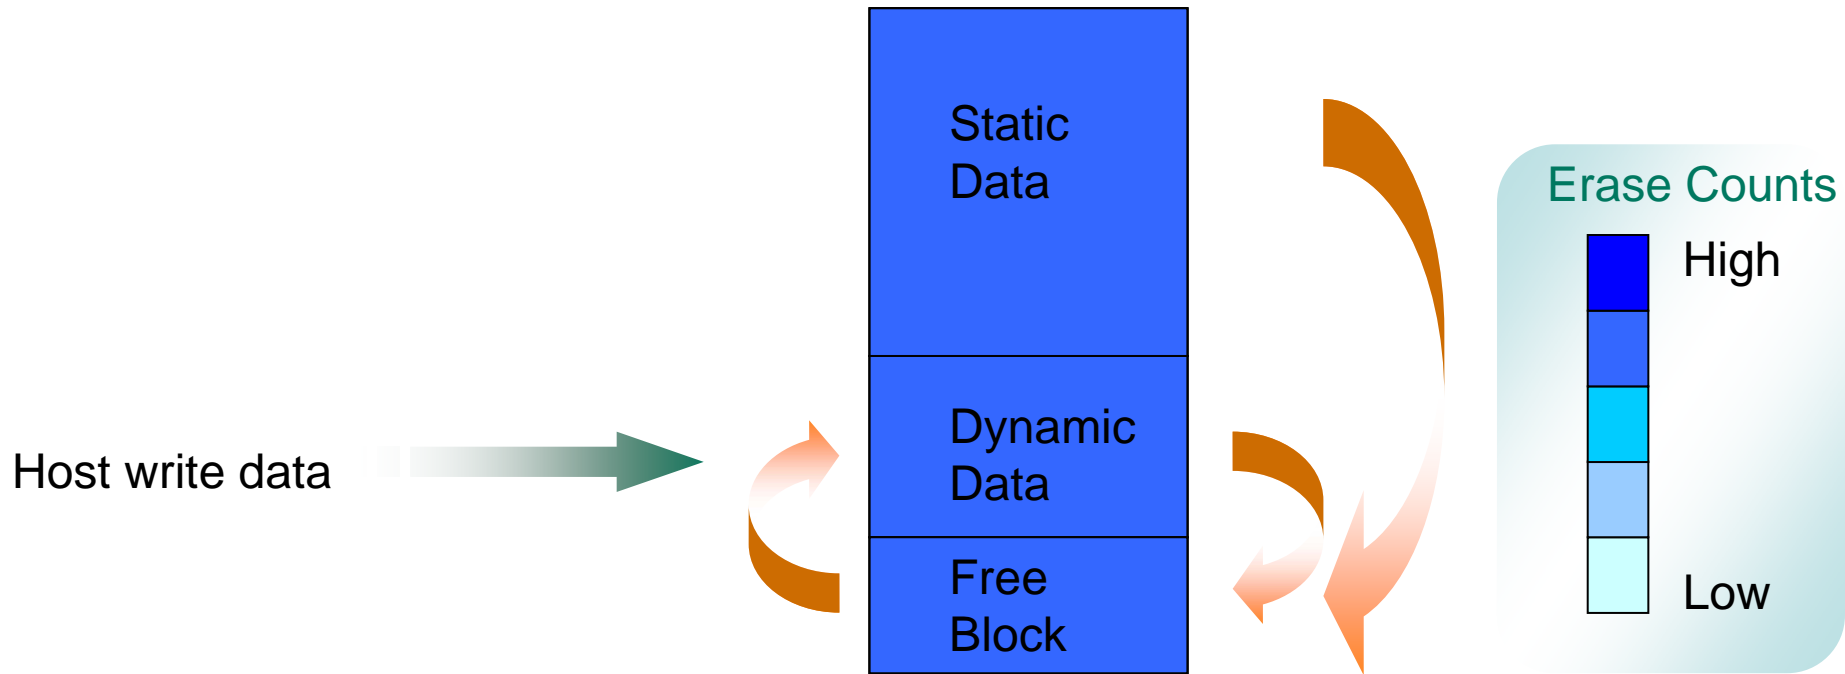 Static
Data
Erase Counts
High
Dynamic
Data
Host write data
Free
Block
Low